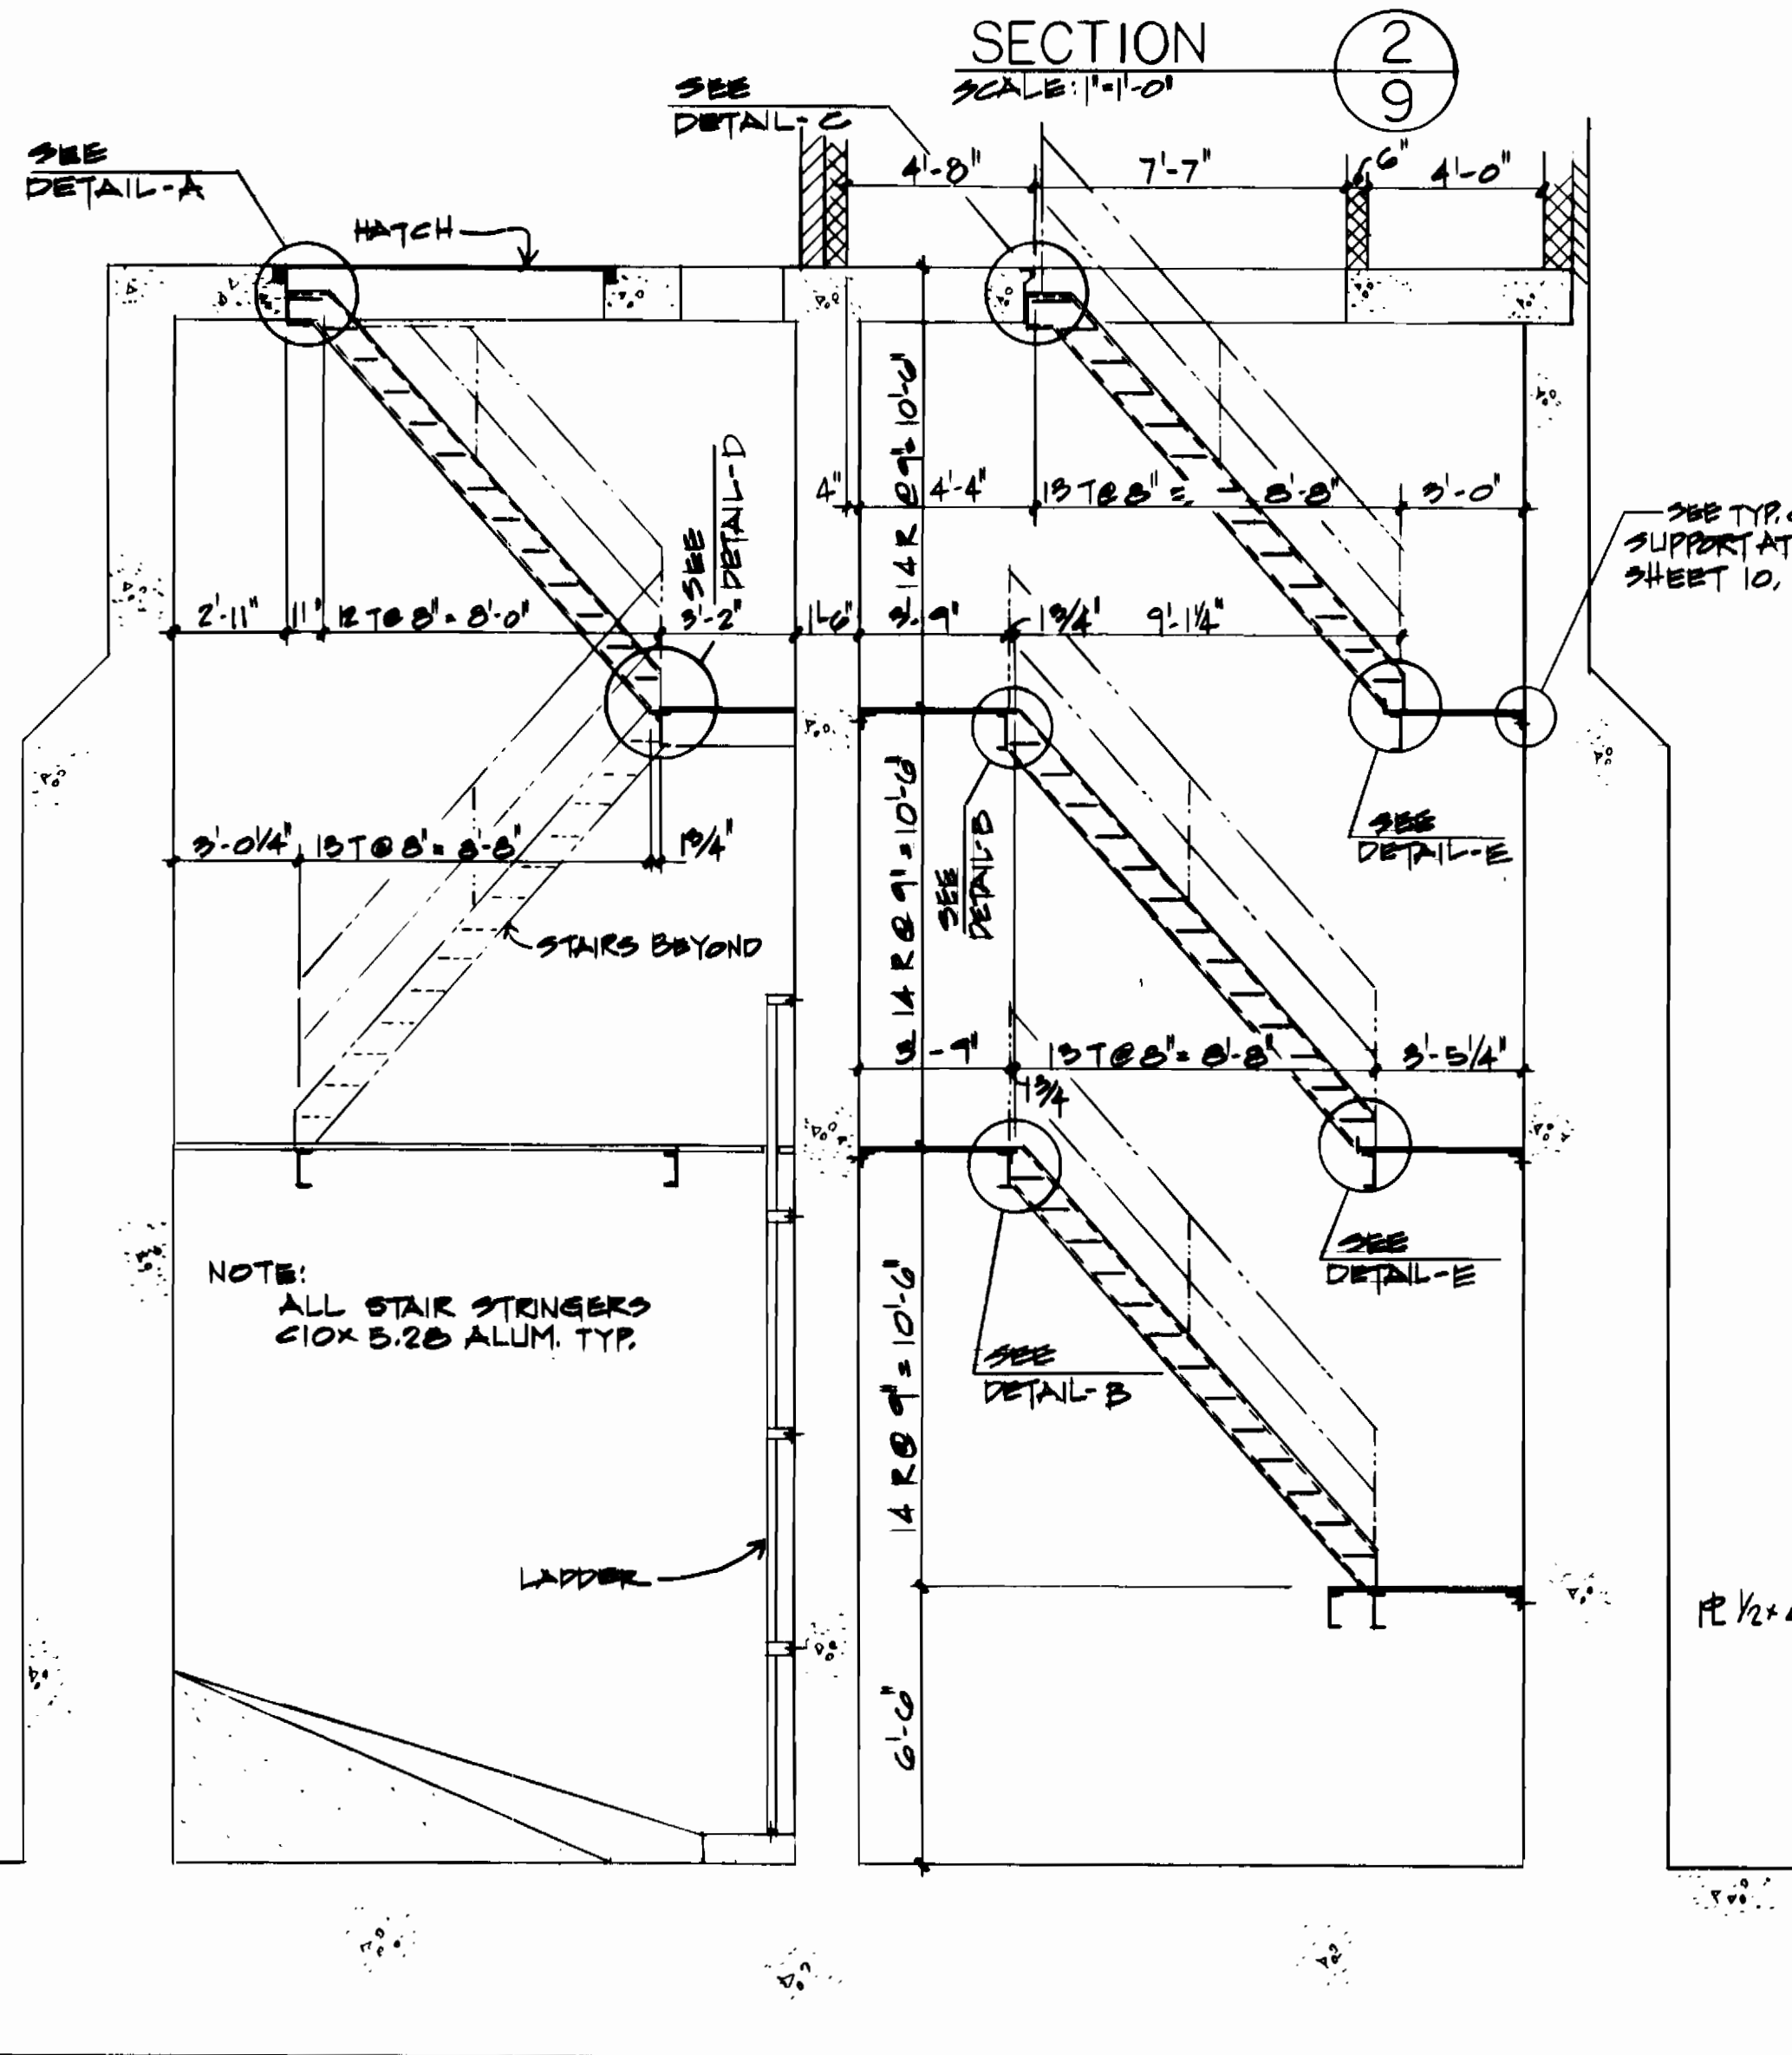 SECTION
2
9
SCALE: 1"=1'-0"
SEE
DETAIL-C
SEE
DETAIL-A
HATCH
4'-8"
7'-7"
6"
4'-0"
14 R @ 9" = 10'-6"
SEE
DETAIL-D
4"
4'-4"
13 T @ 8" = 8'-8"
3'-0"
SEE TYP.
SUPPORT AT
SHEET 10,
2'-11"
11"
12 T @ 8" = 8'-0"
3'-2"
1'-6"
3'-9"
1 3/4"
9'-1 1/4"
3'-0 1/4"
13 T @ 8" = 8'-8"
1 3/4"
14 R @ 9" = 10'-6"
SEE
DETAIL-B
SEE
DETAIL-E
STAIRS BEYOND
3'-9"
13 T @ 8" = 8'-8"
3'-5 1/4"
1 3/4
NOTE:
ALL STAIR STRINGERS
C10 x 5.28 ALUM. TYP.
SEE
DETAIL-E
14 R @ 9" = 10'-6"
SEE
DETAIL-B
LADDER
PL 1/2 x
6'-6"